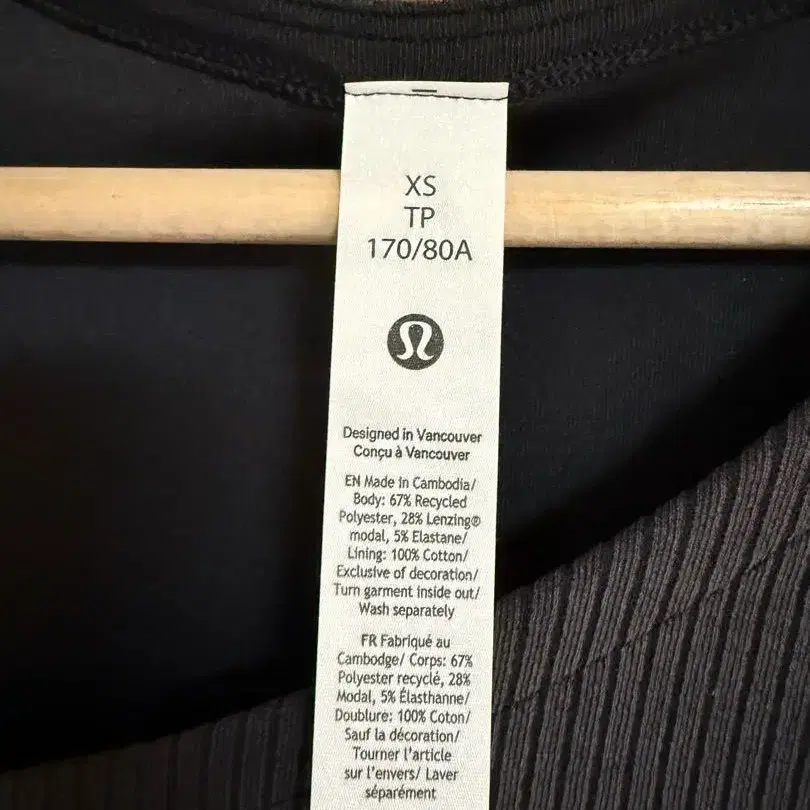 XS
TP
170/80A
Designed in Vancouver
Conçu à Vancouver
EN Made in Cambodia/
Body: 67% Recycled
Polyester, 28% Lenzing®
modal, 5% Elastane/
Lining: 100% Cotton/
Exclusive of decoration/
Turn garment inside out/
Wash separately
FR Fabriqué au
Cambodge/ Corps: 67%
Polyester recyclé, 28%
Modal, 5% Élasthanne/
Doublure: 100% Coton/
Sauf la décoration/
Tourner l'article
sur l'envers/ Laver
séparément